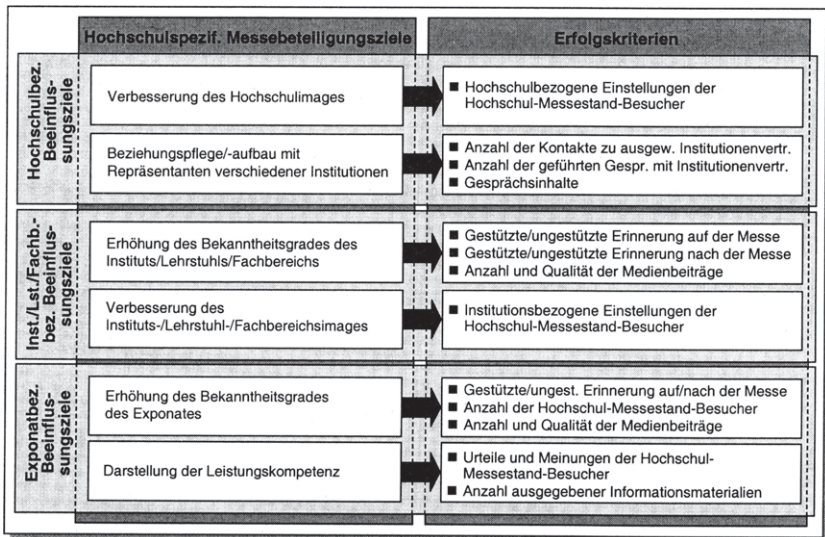 Hochschulspezif. Messebeteiligungsziele
Erfolgskriterien
Hochschulbez.
Beeinflus-
sungsziele
Verbesserung des Hochschulimages
■ Hochschulbezogene Einstellungen der
Hochschul-Messestand-Besucher
Beziehungspflege/-aufbau mit
Repräsentanten verschiedener Institutionen
■ Anzahl der Kontakte zu ausgew. Institutionenvertr.
■ Anzahl der geführten Gespr. mit Institutionenvertr.
■ Gesprächsinhalte
Inst./Lst./Fachb.-
bez. Beeinflus-
sungsziele
Erhöhung des Bekanntheitsgrades des
Instituts/Lehrstuhls/Fachbereichs
■ Gestützte/ungestützte Erinnerung auf der Messe
■ Gestützte/ungestützte Erinnerung nach der Messe
■ Anzahl und Qualität der Medienbeiträge
Verbesserung des
Instituts-/Lehrstuhl-/Fachbereichsimages
■ Institutionsbezogene Einstellungen der
Hochschul-Messestand-Besucher
Exponatbez.
Beeinflus-
sungsziele
Erhöhung des Bekanntheitsgrades
des Exponates
■ Gestützte/ungest. Erinnerung auf/nach der Messe
■ Anzahl der Hochschul-Messestand-Besucher
■ Anzahl und Qualität der Medienbeiträge
Darstellung der Leistungskompetenz
■ Urteile und Meinungen der Hochschul-
Messestand-Besucher
■ Anzahl ausgegebener Informationsmaterialien